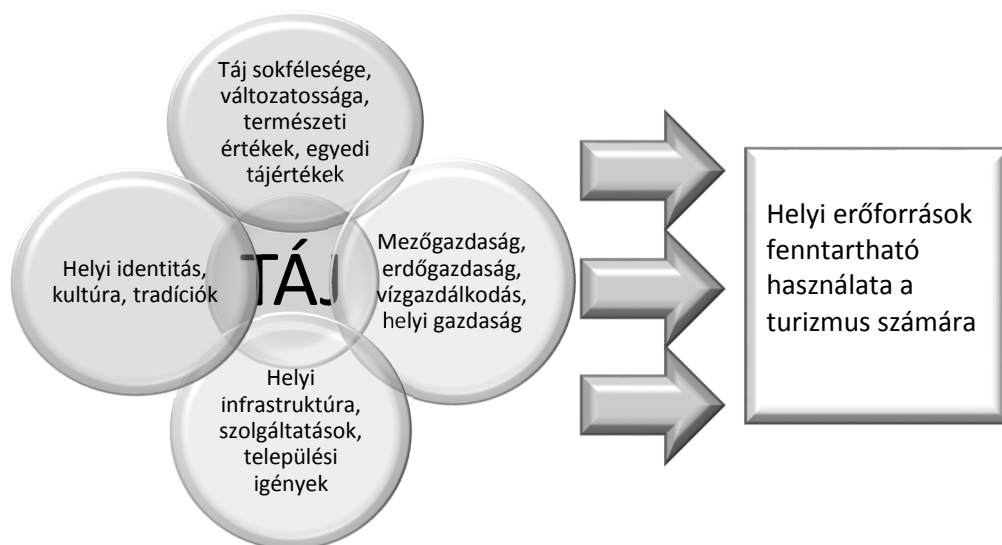 Táj sokfélesége,
változatossága,
természeti
értékek, egyedi
tájértékek
Helyi identitás,
kultúra, tradíciók
TÁJ
Mezőgazdaság,
erdőgazdaság,
vízgazdálkodás,
helyi gazdaság
Helyi
infrastruktúra,
szolgáltatások,
települési
igények
Helyi erőforrások
fenntartható
használata a
turizmus számára